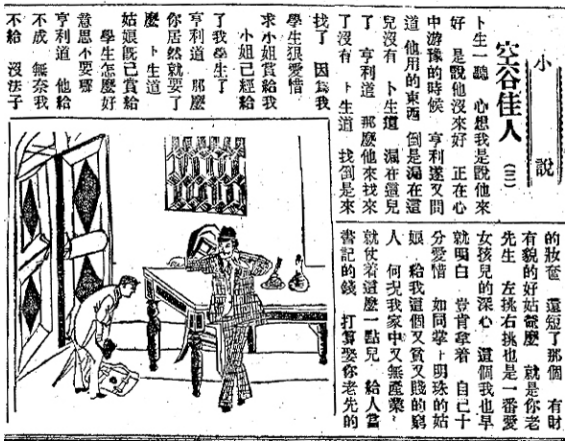 小說
空谷佳人
(三)
卜生一聽 心想我是說他來
好 是說他沒來好 正在心
中游豫的時候 亨利遂又問
道 他用的東西 倒是漏在這
兒沒有 卜生道 漏在這兒
了 亨利道 那麼他來找來
了沒有 卜生道 找倒是來
找了 因為我
學生狠愛惜
求小姐賞給我
小姐已經給
了我學生了
亨利道 那麼
你居然就要了
麼 卜生道
姑娘既已賞給
學生怎麼好
意思不要呀
亨利道 他給
不成 無奈我
不給 沒法子
的妝奩 還短了那個 有財
有貌的好姑爺麼 就是你老
先生 左挑右挑也是一番愛
女孩兒的深心 這個我也早
就明白 豈肯拿着 自己十
分愛惜 如同掌上明珠的姑
娘 給我這個又貧又賤的窮
人 何況我家中又無產業
就使着這麼一點兒 給人當
書記的錢 打算娶你老先的